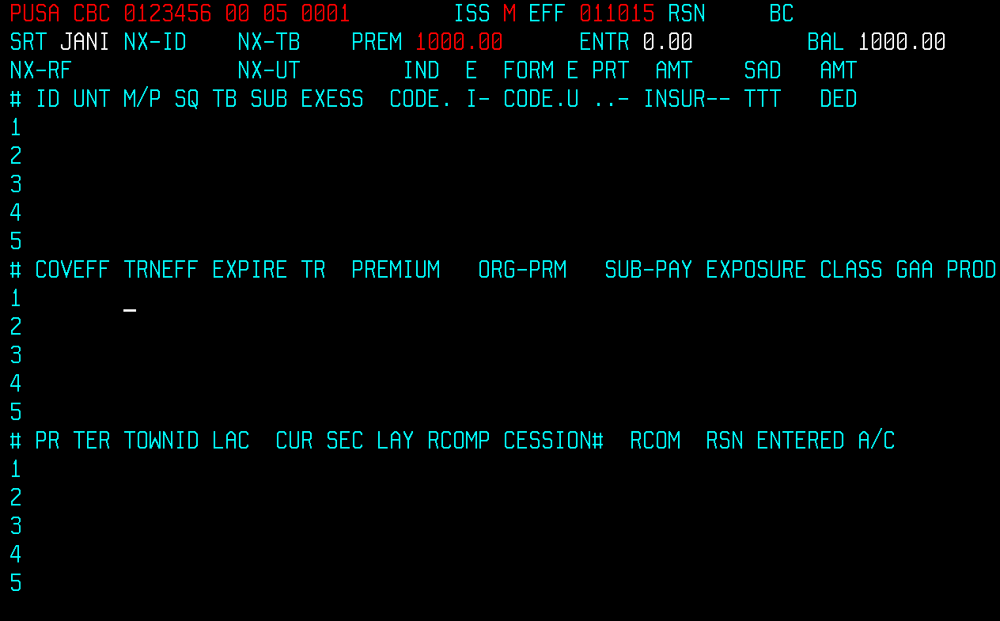 PUSA CBC 0123456 00 05 0001 ISS M EFF 011015 RSN BC
SRT JANI NX-ID NX-TB PREM 1000.00 ENTR 0.00 BAL 1000.00
NX-RF NX-UT IND E FORM E PRT AMT SAD AMT
# ID UNT M/P SQ TB SUB EXESS CODE. I- CODE.U ..- INSUR-- TTT DED
1
2
3
4
5
# COVEFF TRNEFF EXPIRE TR PREMIUM ORG-PRM SUB-PAY EXPOSURE CLASS GAA PROD
1 _
2
3
4
5
# PR TER TOWNID LAC CUR SEC LAY RCOMP CESSION# RCOM RSN ENTERED A/C
1
2
3
4
5